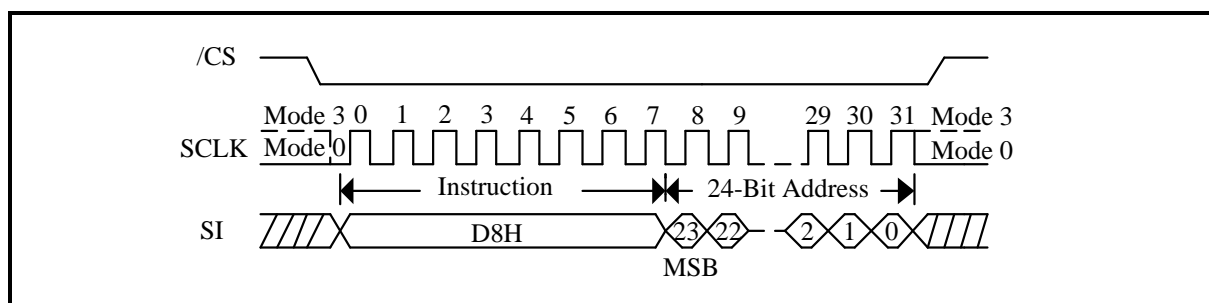 /CS
Mode 3 0 1 2 3 4 5 6 7 8 9 29 30 31 Mode 3
SCLK Mode 0 Mode 0
Instruction 24-Bit Address
SI D8H 23 22 2 1 0
MSB